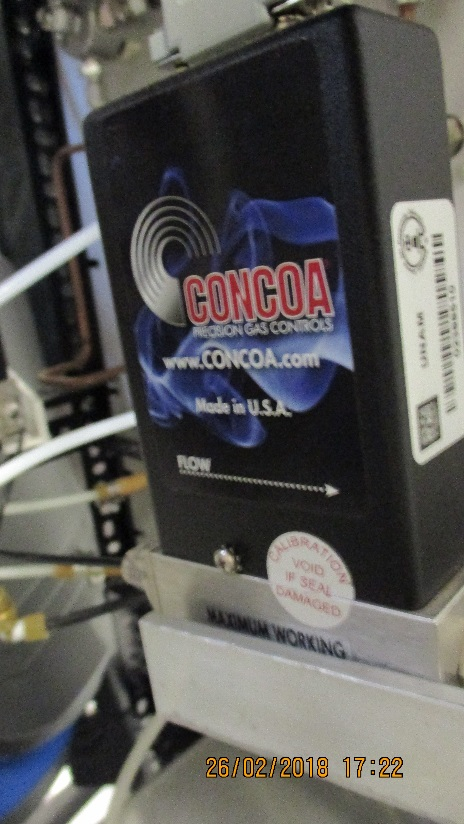 CONCOA
PRECISION GAS CONTROLS
www.CONCOA.com
Made in U.S.A.
FLOW
UNAM
CALIBRATION
VOID
IF SEAL
DAMAGED
MAXIMUM WORKING
26/02/2018 17:22